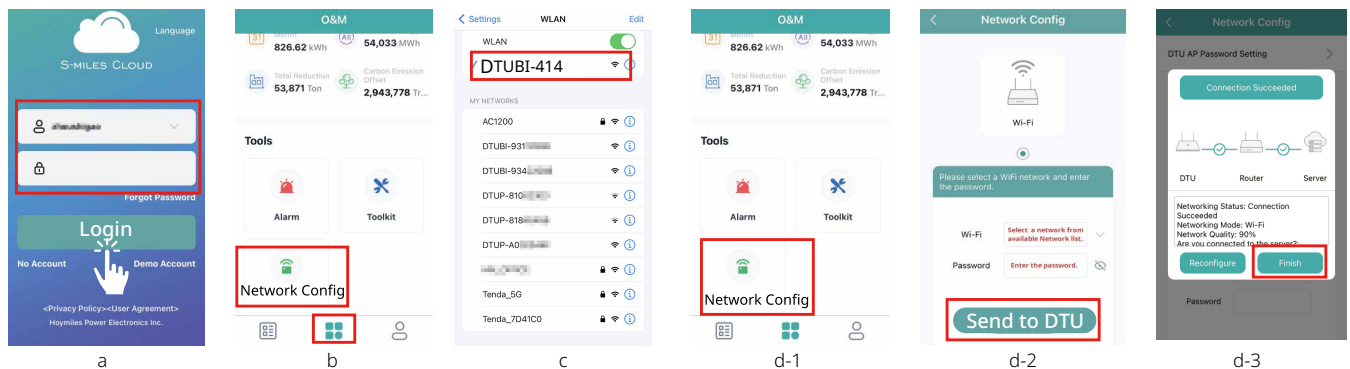 Language
S-MILES CLOUD
Forgot Password
Login
No Account
Demo Account
<Privacy Policy><User Agreement>
Hoymiles Power Electronics Inc.
a
O&M
31
Month
826.62 kWh
All
54,033 MWh
Total Reduction
53,871 Ton
Carbon Emission
Offset
2,943,778 Tr...
Tools
Alarm
Toolkit
Network Config
b
Settings
WLAN
Edit
WLAN
DTUBI-414
MY NETWORKS
AC1200
DTUBI-931
DTUBI-934
DTUP-810
DTUP-818
DTUP-A0
Tenda_5G
Tenda_7D41C0
c
O&M
31
Month
826.62 kWh
All
54,033 MWh
Total Reduction
53,871 Ton
Carbon Emission
Offset
2,943,778 Tr...
Tools
Alarm
Toolkit
Network Config
d-1
Network Config
Wi-Fi
Please select a WiFi network and enter
the password.
Wi-Fi
Select a network from
available Network list.
Password
Enter the password.
Send to DTU
d-2
Network Config
DTU AP Password Setting
Connection Succeeded
DTU
Router
Server
Networking Status: Connection
Succeeded
Networking Mode: Wi-Fi
Network Quality: 90%
Are you connected to the server?:
Reconfigure
Finish
Password
d-3